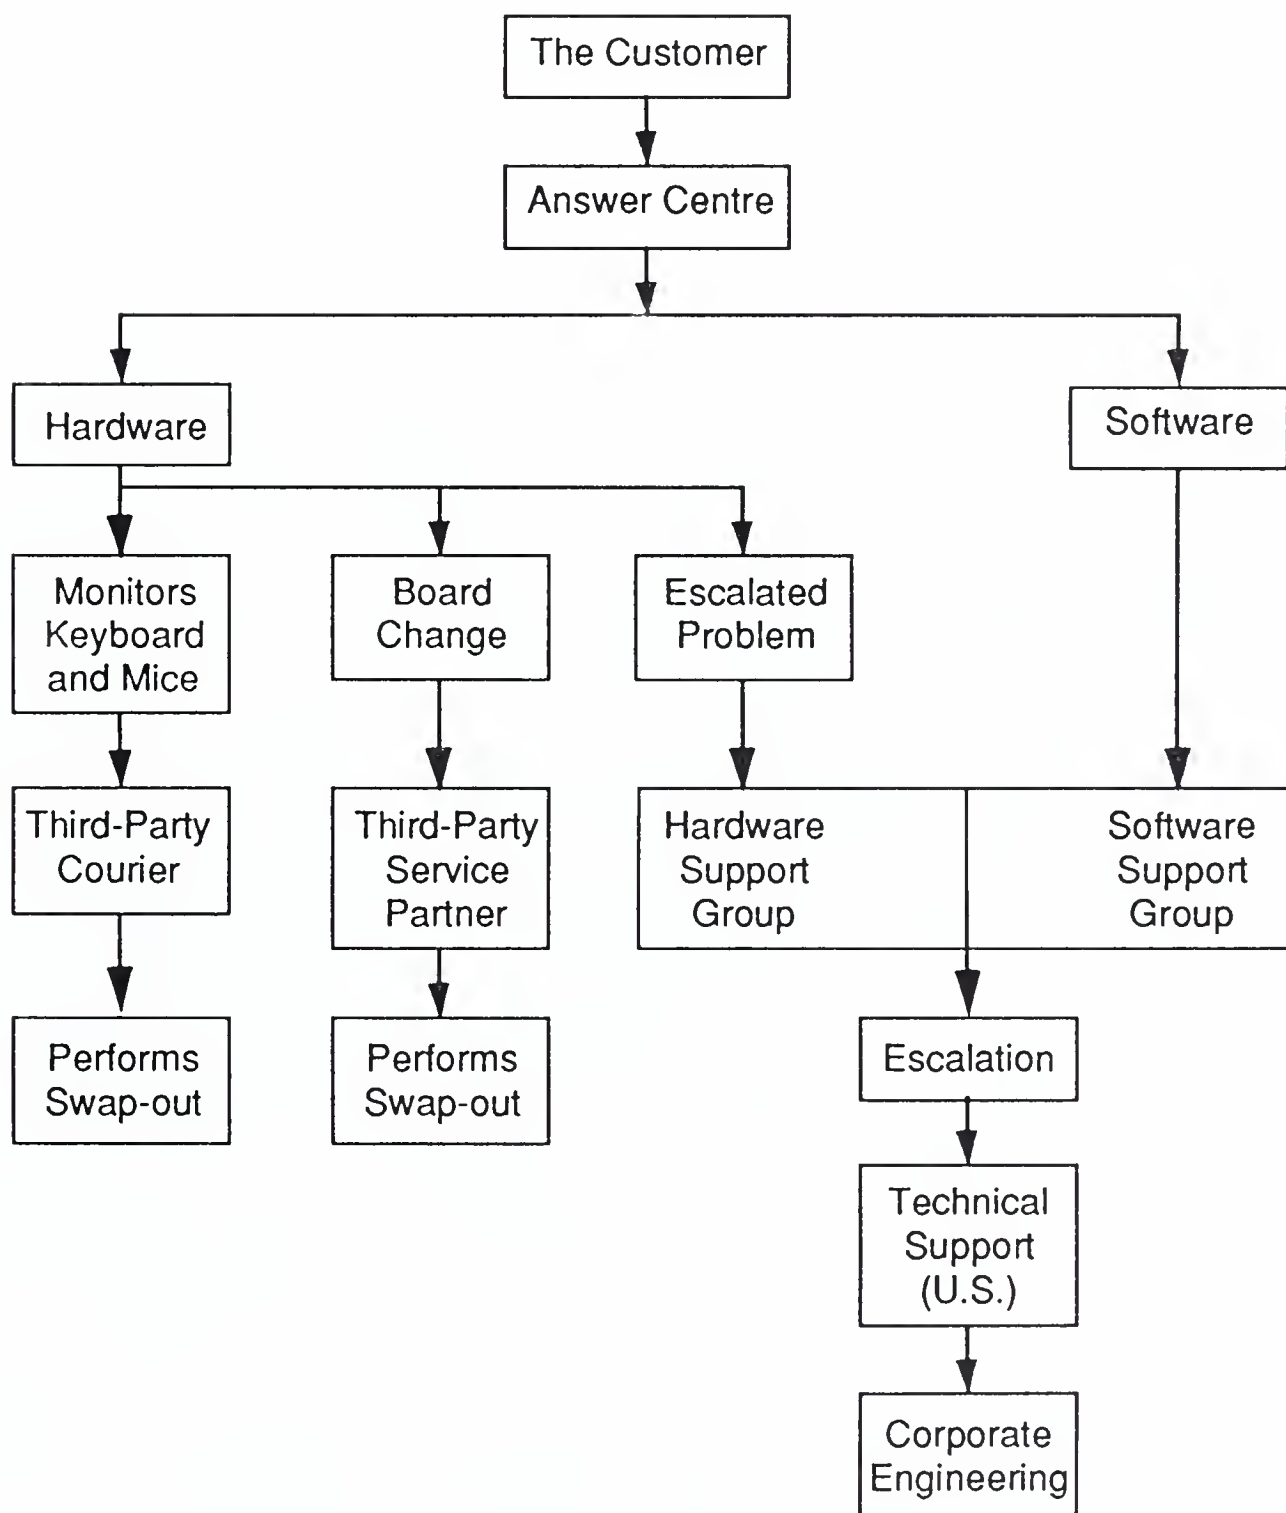 The Customer
Answer Centre
Hardware
Software
Monitors
Keyboard
and Mice
Board
Change
Escalated
Problem
Third-Party
Courier
Third-Party
Service
Partner
Hardware
Support
Group
Software
Support
Group
Performs
Swap-out
Performs
Swap-out
Escalation
Technical
Support
(U.S.)
Corporate
Engineering